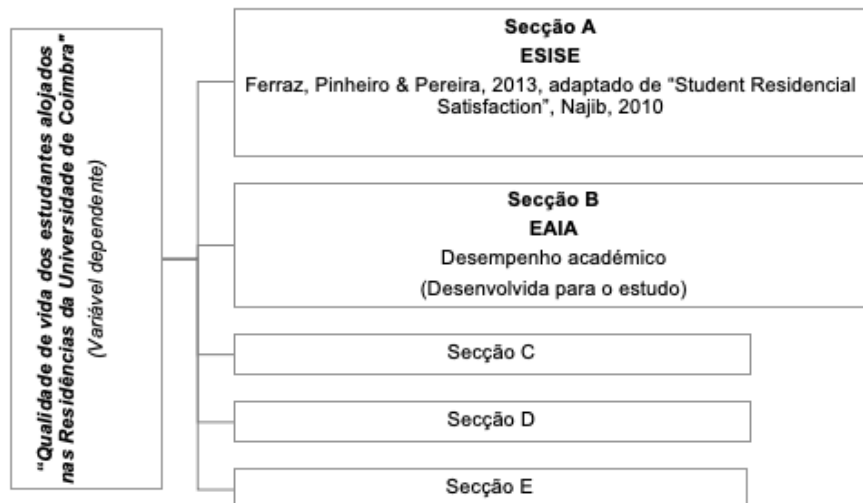 "Qualidade de vida dos estudantes alojados
nas Residências da Universidade de Coimbra"
(Variável dependente)
Secção A
ESISE
Ferraz, Pinheiro & Pereira, 2013, adaptado de "Student Residencial
Satisfaction", Najib, 2010
Secção B
EAIA
Desempenho académico
(Desenvolvida para o estudo)
Secção C
Secção D
Secção E